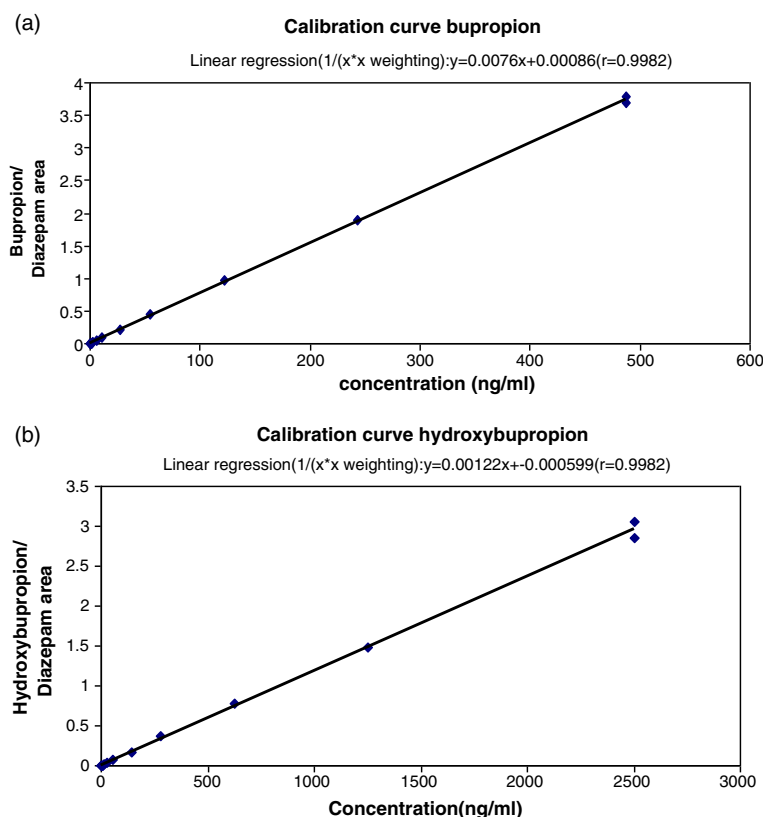 (a)
Calibration curve bupropion
Linear regression(1/(x*x weighting):y=0.0076x+0.00086(r=0.9982)
4
3.5
3
2.5
2
1.5
1
0.5
0
Bupropion/
Diazepam area
0 100 200 300 400 500 600
concentration (ng/ml)
(b)
Calibration curve hydroxybupropion
Linear regression(1/(x*x weighting):y=0.00122x+-0.000599(r=0.9982)
3.5
3
2.5
2
1.5
1
0.5
0
Hydroxybupropion/
Diazepam area
0 500 1000 1500 2000 2500 3000
Concentration(ng/ml)